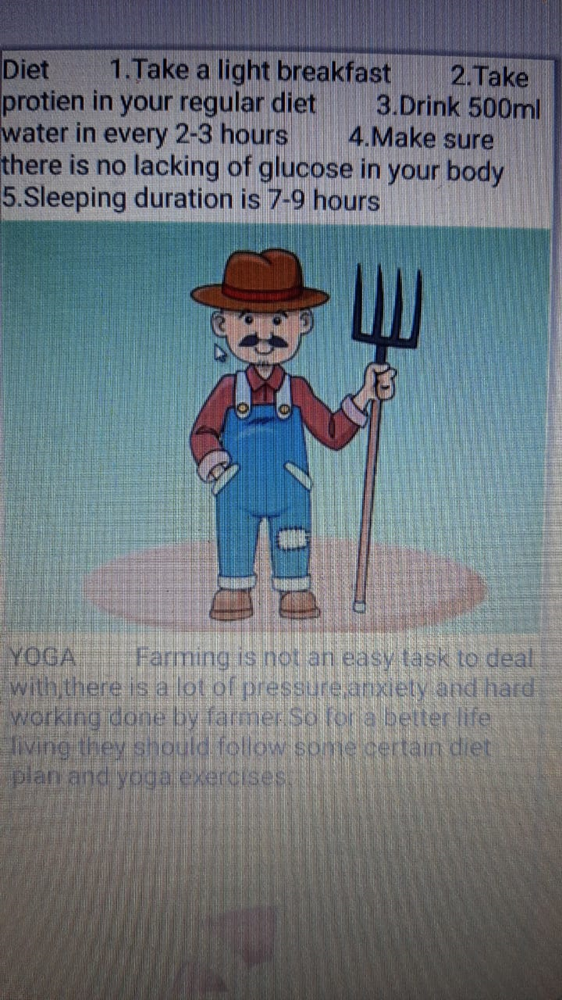 Diet 1.Take a light breakfast 2.Take
protien in your regular diet 3.Drink 500ml
water in every 2-3 hours 4.Make sure
there is no lacking of glucose in your body
5.Sleeping duration is 7-9 hours
YOGA Farming is not an easy task to deal
with,there is a lot of pressure,anxiety and hard
working done by farmer.So for a better life
living they should follow some certain diet
plan and yoga exercises.